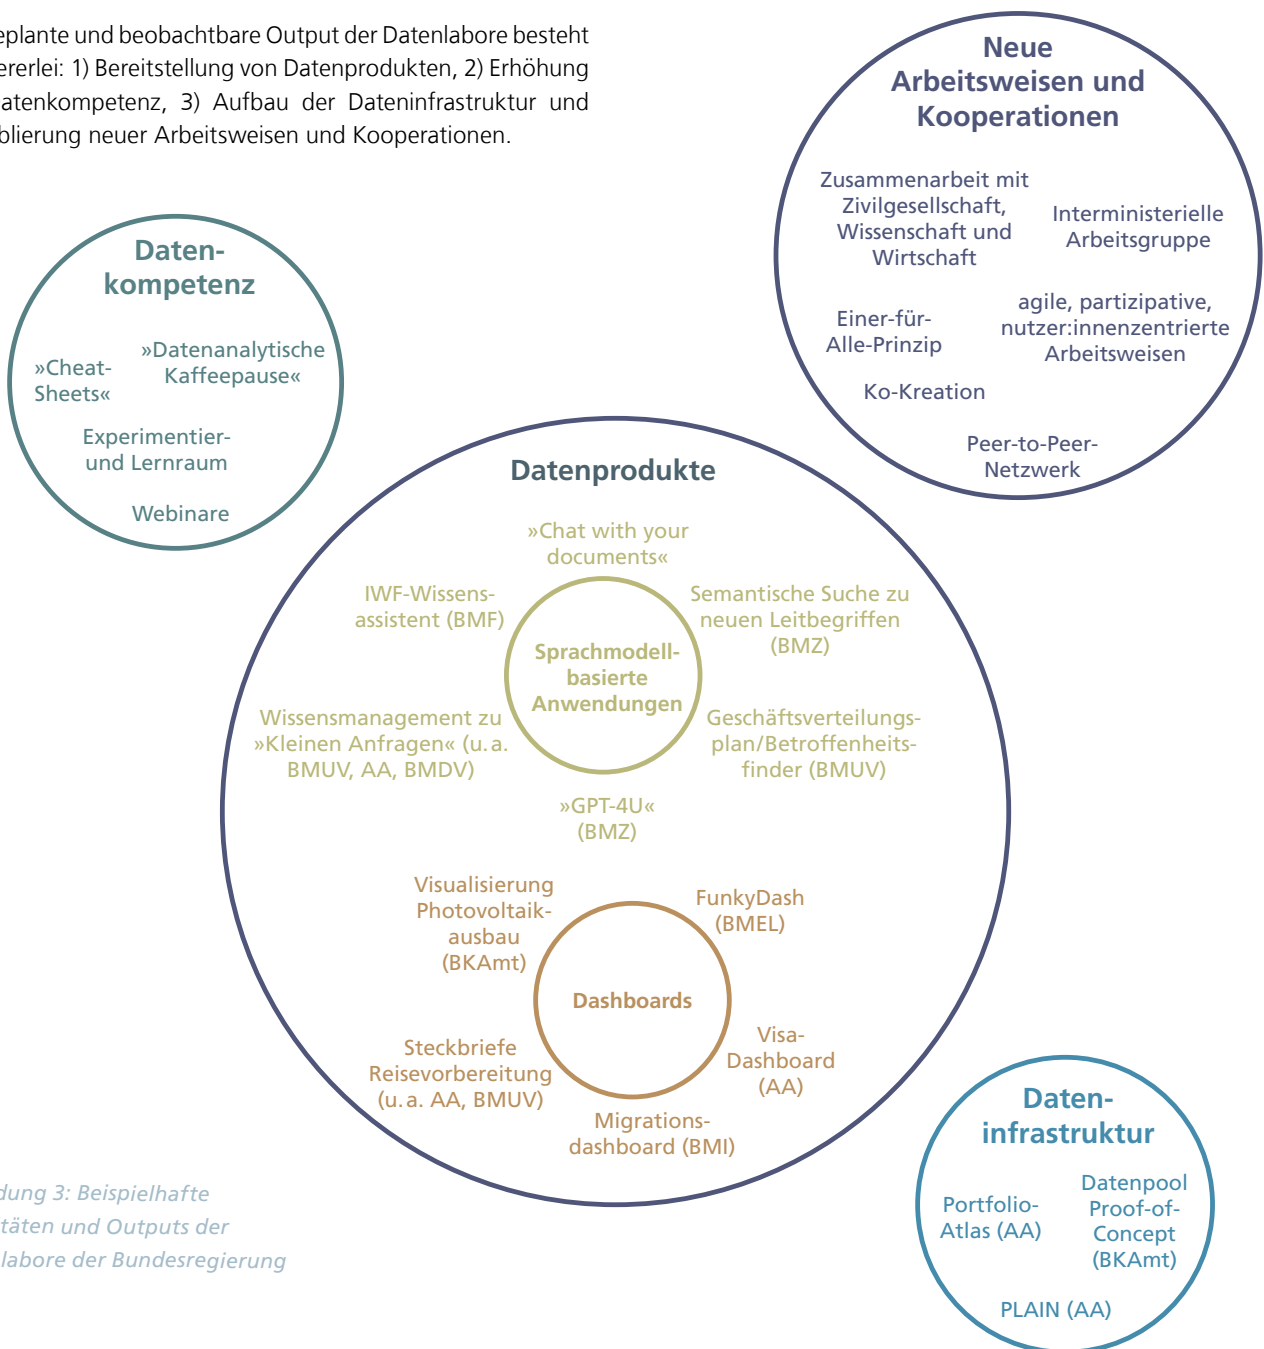 eplante und beobachtbare Output der Datenlabore besteht
ererlei: 1) Bereitstellung von Datenprodukten, 2) Erhöhung
atenkompetenz, 3) Aufbau der Dateninfrastruktur und
blierung neuer Arbeitsweisen und Kooperationen.
Neue
Arbeitsweisen und
Kooperationen
Zusammenarbeit mit
Zivilgesellschaft,
Wissenschaft und
Wirtschaft
Interministerielle
Arbeitsgruppe
Einer-für-
Alle-Prinzip
agile, partizipative,
nutzer:innenzentrierte
Arbeitsweisen
Ko-Kreation
Peer-to-Peer-
Netzwerk
Daten-
kompetenz
»Cheat-
Sheets«
»Datenanalytische
Kaffeepause«
Experimentier-
und Lernraum
Webinare
Datenprodukte
»Chat with your
documents«
IWF-Wissens-
assistent (BMF)
Semantische Suche zu
neuen Leitbegriffen
(BMZ)
Sprachmodell-
basierte
Anwendungen
Wissensmanagement zu
»Kleinen Anfragen« (u. a.
BMUV, AA, BMDV)
Geschäftsverteilungs-
plan/Betroffenheits-
finder (BMUV)
»GPT-4U«
(BMZ)
Visualisierung
Photovoltaik-
ausbau
(BKAmt)
FunkyDash
(BMEL)
Dashboards
Steckbriefe
Reisevorbereitung
(u. a. AA, BMUV)
Visa-
Dashboard
(AA)
Migrations-
dashboard (BMI)
Daten-
infrastruktur
Portfolio-
Atlas (AA)
Datenpool
Proof-of-
Concept
(BKAmt)
PLAIN (AA)
dung 3: Beispielhafte
täten und Outputs der
labore der Bundesregierung